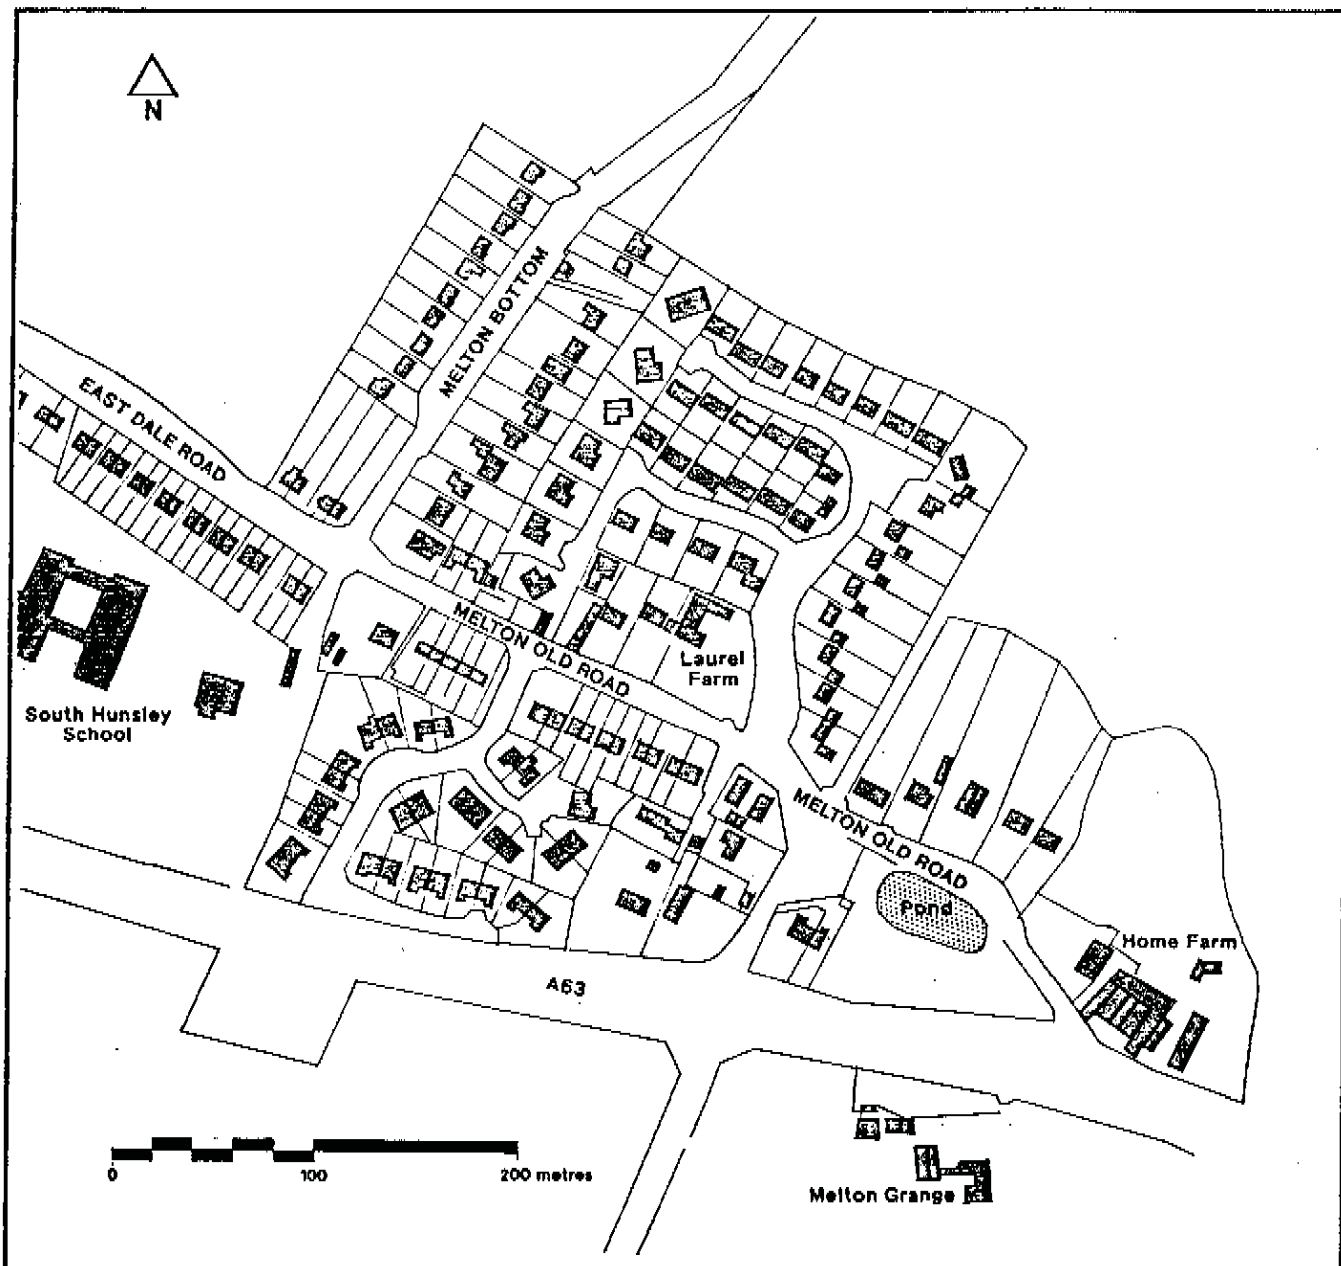 N
MELTON BOTTOM
EAST DALE ROAD
MELTON OLD ROAD
Laurel
Farm
South Hunsley
School
MELTON OLD ROAD
Pond
Home Farm
A63
0 100 200 metres
Melton Grange